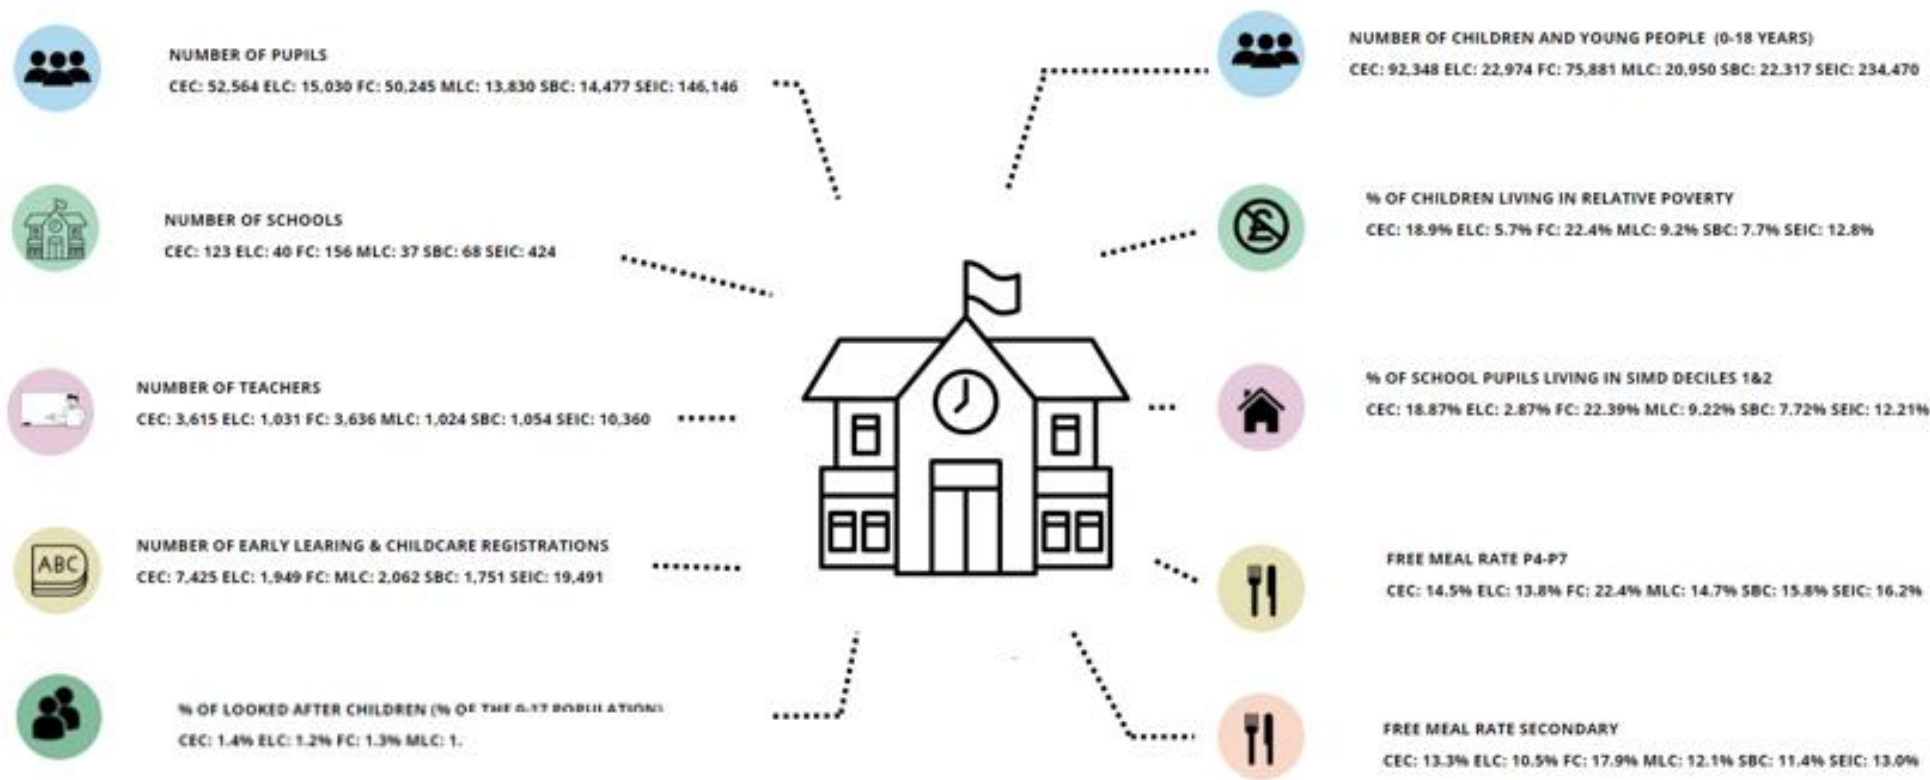 NUMBER OF PUPILS
CEC: 52,564 ELC: 15,030 FC: 50,245 MLC: 13,830 SBC: 14,477 SEIC: 146,146
NUMBER OF SCHOOLS
CEC: 123 ELC: 40 FC: 156 MLC: 37 SBC: 68 SEIC: 424
NUMBER OF TEACHERS
CEC: 3,615 ELC: 1,031 FC: 3,636 MLC: 1,024 SBC: 1,054 SEIC: 10,360
ABC
NUMBER OF EARLY LEARING & CHILDCARE REGISTRATIONS
CEC: 7,425 ELC: 1,949 FC: MLC: 2,062 SBC: 1,751 SEIC: 19,491
% OF LOOKED AFTER CHILDREN (% OF THE 0-17 POPULATION)
CEC: 1.4% ELC: 1.2% FC: 1.3% MLC: 1.
NUMBER OF CHILDREN AND YOUNG PEOPLE (0-18 YEARS)
CEC: 92,348 ELC: 22,974 FC: 75,881 MLC: 20,950 SBC: 22,317 SEIC: 234,470
% OF CHILDREN LIVING IN RELATIVE POVERTY
CEC: 18.9% ELC: 5.7% FC: 22.4% MLC: 9.2% SBC: 7.7% SEIC: 12.8%
% OF SCHOOL PUPILS LIVING IN SIMD DECILES 1&2
CEC: 18.87% ELC: 2.87% FC: 22.39% MLC: 9.22% SBC: 7.72% SEIC: 12.21%
FREE MEAL RATE P4-P7
CEC: 14.5% ELC: 13.8% FC: 22.4% MLC: 14.7% SBC: 15.8% SEIC: 16.2%
FREE MEAL RATE SECONDARY
CEC: 13.3% ELC: 10.5% FC: 17.9% MLC: 12.1% SBC: 11.4% SEIC: 13.0%